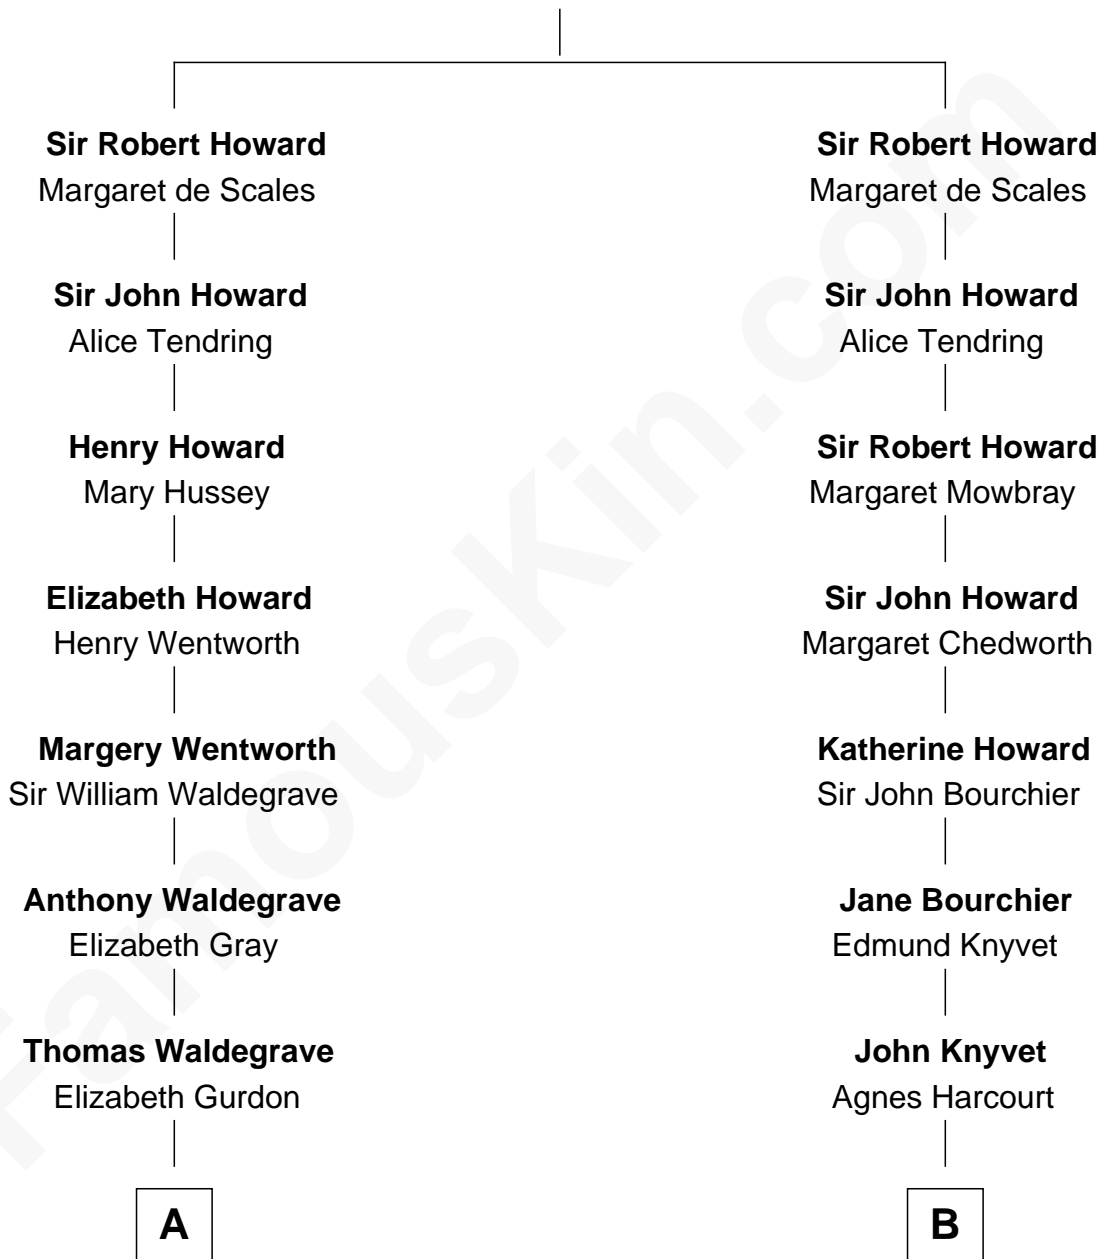 Sir Robert Howard
Margaret de Scales
Sir John Howard
Alice Tendring
Henry Howard
Mary Hussey
Elizabeth Howard
Henry Wentworth
Margery Wentworth
Sir William Waldegrave
Anthony Waldegrave
Elizabeth Gray
Thomas Waldegrave
Elizabeth Gurdon
A
Sir Robert Howard
Margaret de Scales
Sir John Howard
Alice Tendring
Sir Robert Howard
Margaret Mowbray
Sir John Howard
Margaret Chedworth
Katherine Howard
Sir John Bourchier
Jane Bourchier
Edmund Knyvet
John Knyvet
Agnes Harcourt
B
FamousKin.com